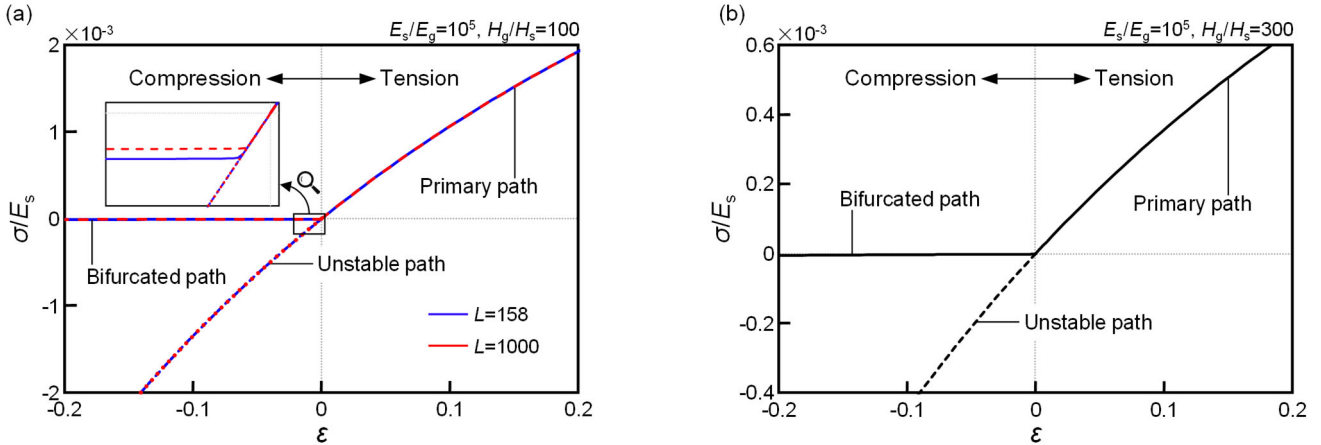 (a)
×10⁻³
Eₛ/E_g=10⁵, H_g/Hₛ=100
2
1
0
-1
-2
σ/Eₛ
Compression
Tension
Primary path
Bifurcated path
Unstable path
L=158
L=1000
-0.2
-0.1
0
0.1
0.2
ε
(b)
×10⁻³
Eₛ/E_g=10⁵, H_g/Hₛ=300
0.6
0.4
0.2
0
-0.2
-0.4
σ/Eₛ
Compression
Tension
Bifurcated path
Primary path
Unstable path
-0.2
-0.1
0
0.1
0.2
ε